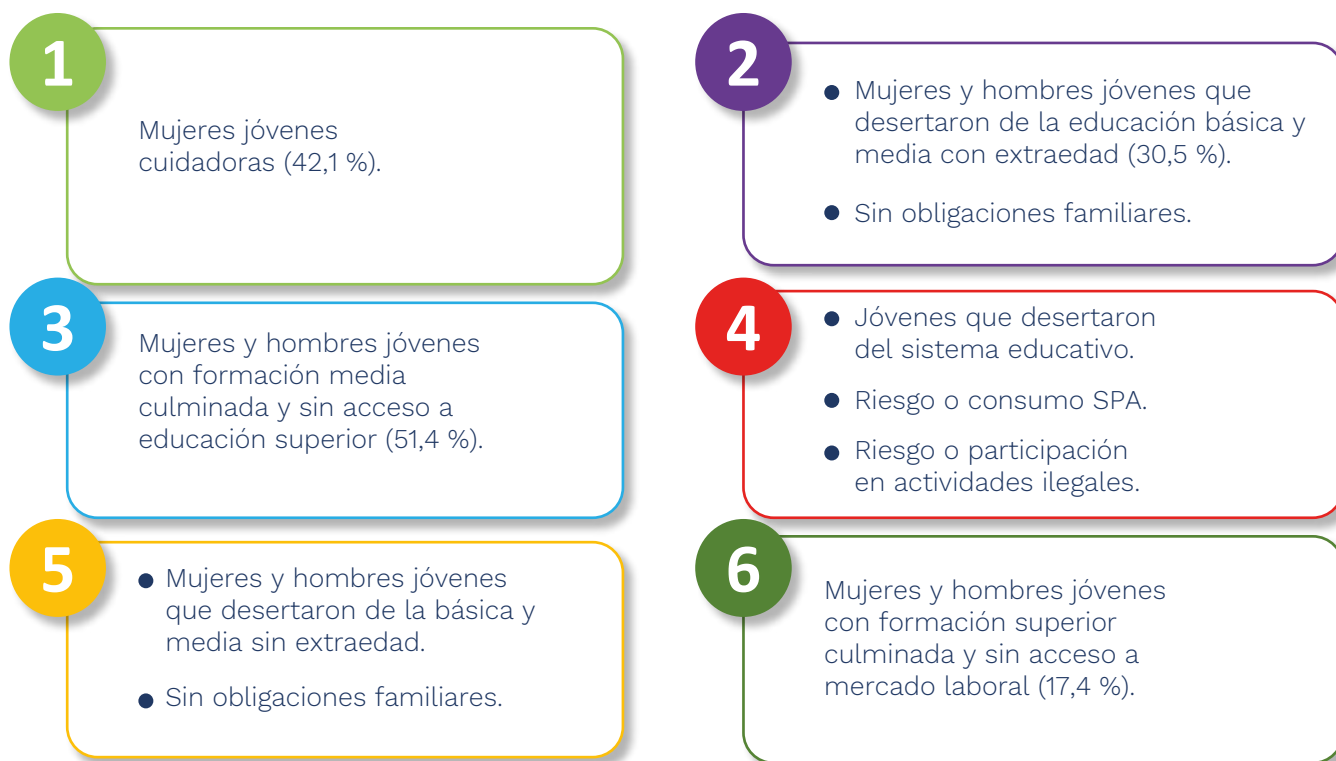 1
Mujeres jóvenes
cuidadoras (42,1 %).
2
● Mujeres y hombres jóvenes que
desertaron de la educación básica y
media con extraedad (30,5 %).
● Sin obligaciones familiares.
3
Mujeres y hombres jóvenes
con formación media
culminada y sin acceso a
educación superior (51,4 %).
4
● Jóvenes que desertaron
del sistema educativo.
● Riesgo o consumo SPA.
● Riesgo o participación
en actividades ilegales.
5
● Mujeres y hombres jóvenes
que desertaron de la básica y
media sin extraedad.
● Sin obligaciones familiares.
6
Mujeres y hombres jóvenes
con formación superior
culminada y sin acceso a
mercado laboral (17,4 %).